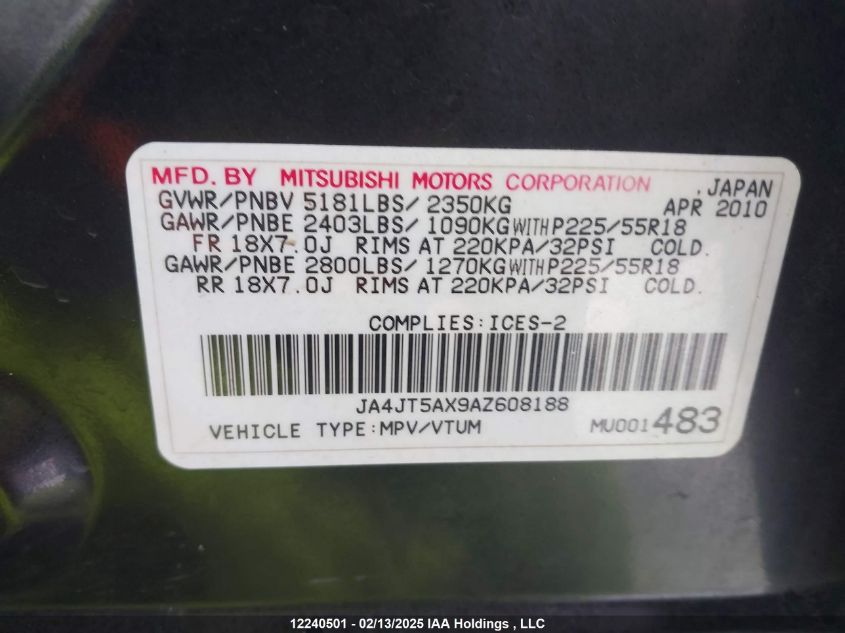 MFD. BY MITSUBISHI MOTORS CORPORATION , JAPAN
GVWR/PNBV 5181LBS/ 2350KG APR 2010
GAWR/PNBE 2403LBS/ 1090KG WITH P225/55R18
FR 18X7.0J RIMS AT 220KPA/32PSI COLD.
GAWR/PNBE 2800LBS/ 1270KG WITH P225/55R18
RR 18X7.0J RIMS AT 220KPA/32PSI COLD.
COMPLIES:ICES-2
JA4JT5AX9AZ608188
VEHICLE TYPE:MPV/VTUM MU001483
12240501 - 02/13/2025 IAA Holdings , LLC